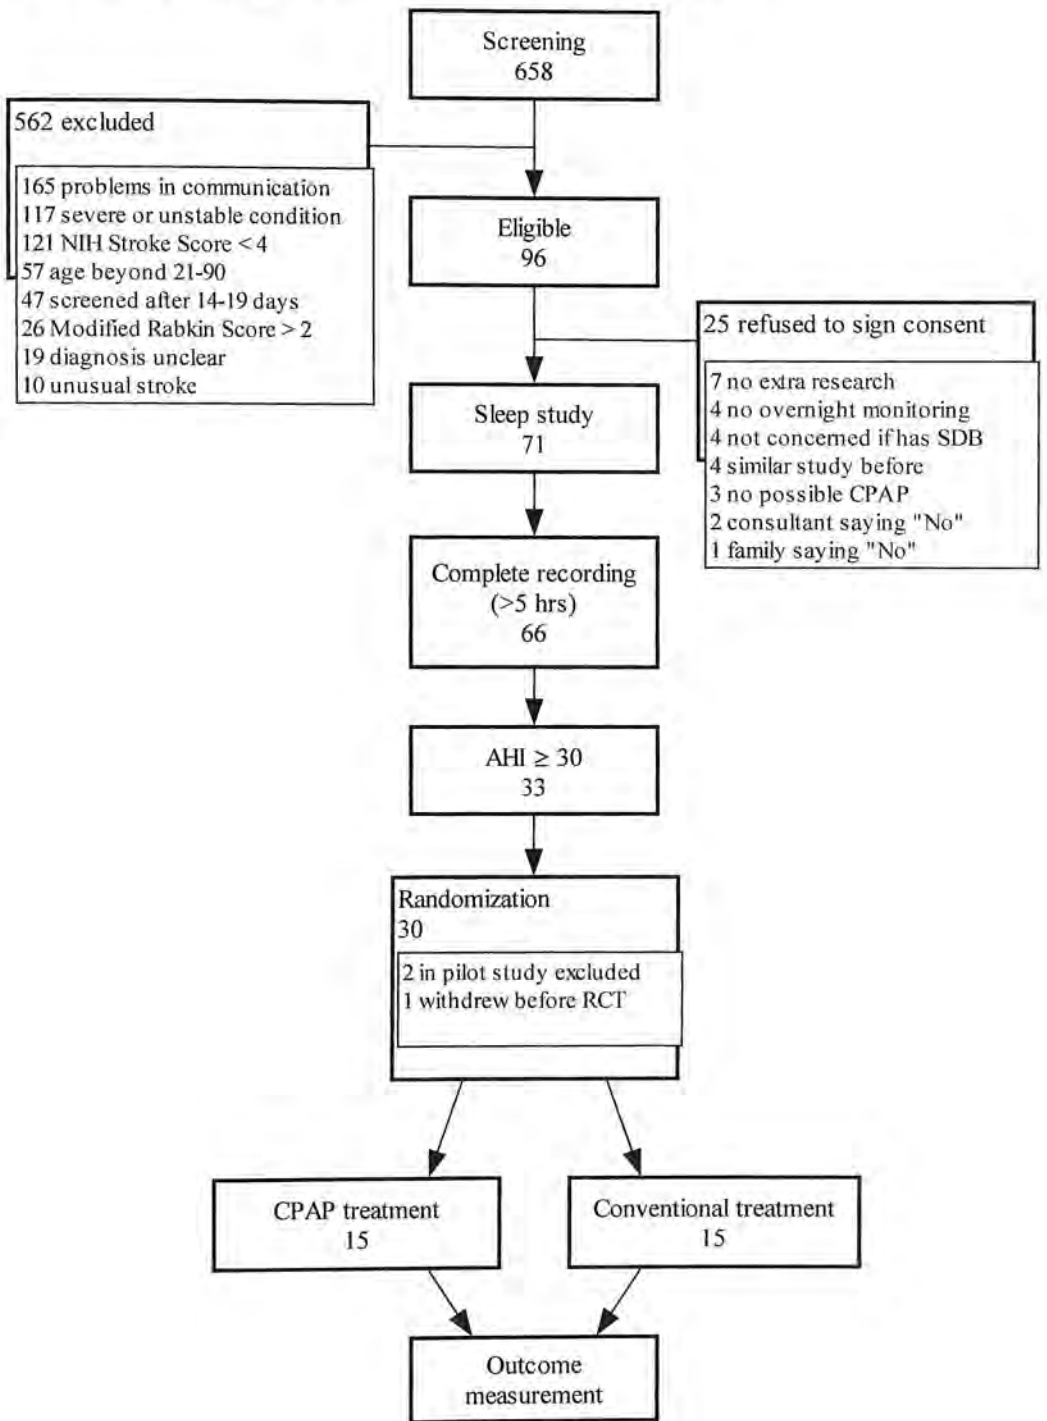 Screening
658
562 excluded
165 problems in communication
117 severe or unstable condition
121 NIH Stroke Score < 4
57 age beyond 21-90
47 screened after 14-19 days
26 Modified Rabkin Score > 2
19 diagnosis unclear
10 unusual stroke
Eligible
96
25 refused to sign consent
7 no extra research
4 no overnight monitoring
4 not concerned if has SDB
4 similar study before
3 no possible CPAP
2 consultant saying "No"
1 family saying "No"
Sleep study
71
Complete recording
(>5 hrs)
66
AHI ≥ 30
33
Randomization
30
2 in pilot study excluded
1 withdrew before RCT
CPAP treatment
15
Conventional treatment
15
Outcome
measurement